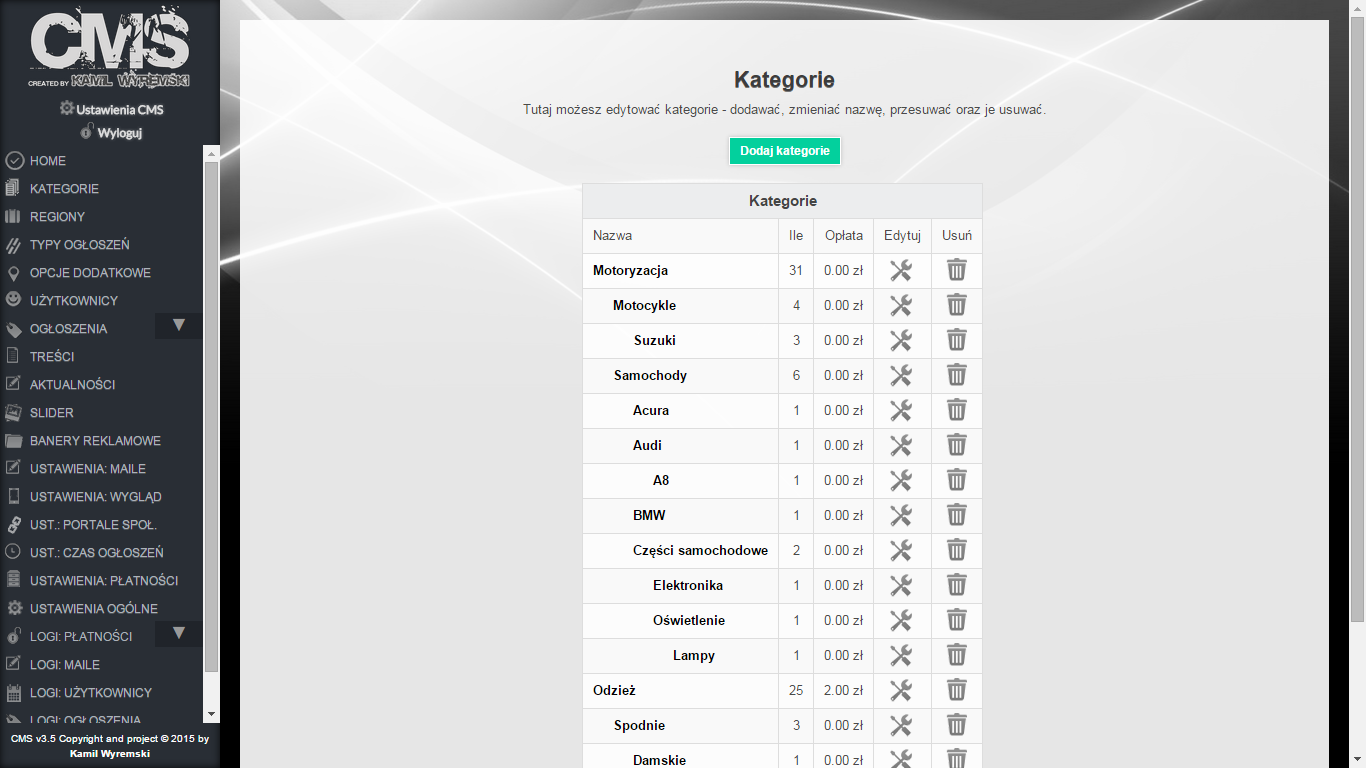 CMS
CREATED BY KAMIL WYREMSKI
Ustawienia CMS
Wyloguj
HOME
KATEGORIE
REGIONY
TYPY OGŁOSZEŃ
OPCJE DODATKOWE
UŻYTKOWNICY
OGŁOSZENIA
TREŚCI
AKTUALNOŚCI
SLIDER
BANERY REKLAMOWE
USTAWIENIA: MAILE
USTAWIENIA: WYGLĄD
UST.: PORTALE SPOŁ.
UST.: CZAS OGŁOSZEŃ
USTAWIENIA: PŁATNOŚCI
USTAWIENIA OGÓLNE
LOGI: PŁATNOŚCI
LOGI: MAILE
LOGI: UŻYTKOWNICY
LOGI: OGŁOSZENIA
CMS v3.5 Copyright and project © 2015 by
Kamil Wyremski
Kategorie
Tutaj możesz edytować kategorie - dodawać, zmieniać nazwę, przesuwać oraz je usuwać.
Dodaj kategorie
Kategorie
Nazwa Ile Opłata Edytuj Usuń
Motoryzacja 31 0.00 zł
Motocykle 4 0.00 zł
Suzuki 3 0.00 zł
Samochody 6 0.00 zł
Acura 1 0.00 zł
Audi 1 0.00 zł
A8 1 0.00 zł
BMW 1 0.00 zł
Części samochodowe 2 0.00 zł
Elektronika 1 0.00 zł
Oświetlenie 1 0.00 zł
Lampy 1 0.00 zł
Odzież 25 2.00 zł
Spodnie 3 0.00 zł
Damskie 1 0.00 zł